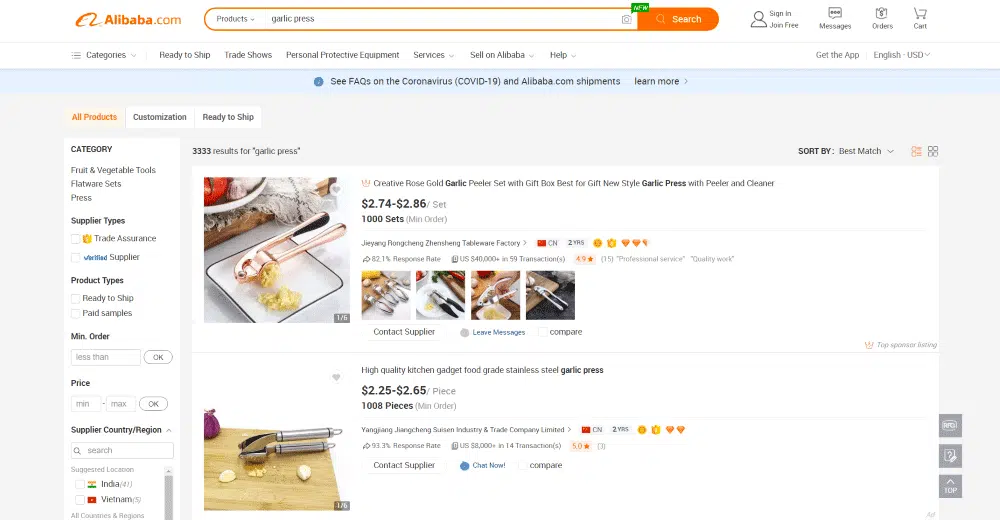 Alibaba.com
Products
garlic press
NEW
Search
Sign In
Join Free
Messages
Orders
Cart
Categories
Ready to Ship
Trade Shows
Personal Protective Equipment
Services
Sell on Alibaba
Help
Get the App
English - USD
See FAQs on the Coronavirus (COVID-19) and Alibaba.com shipments learn more
All Products
Customization
Ready to Ship
CATEGORY
Fruit & Vegetable Tools
Flatware Sets
Press
Supplier Types
Trade Assurance
Verified Supplier
Product Types
Ready to Ship
Paid samples
Min. Order
less than
OK
Price
min - max
OK
Supplier Country/Region
search
Suggested Location
India(41)
Vietnam(5)
All Countries & Regions
3333 results for "garlic press"
SORT BY : Best Match
Creative Rose Gold Garlic Peeler Set with Gift Box Best for Gift New Style Garlic Press with Peeler and Cleaner
$2.74-$2.86/ Set
1000 Sets (Min Order)
Jieyang Rongcheng Zhensheng Tableware Factory > CN 2 YRS
82.1% Response Rate US $40,000+ in 59 Transaction(s) 4.9 (15) "Professional service" "Quality work"
1/6
Contact Supplier
Leave Messages
compare
Top sponsor listing
High quality kitchen gadget food grade stainless steel garlic press
$2.25-$2.65/ Piece
1008 Pieces (Min Order)
Yangjiang Jiangcheng Suisen Industry & Trade Company Limited > CN 2 YRS
93.3% Response Rate US $8,000+ in 14 Transaction(s) 5.0 (3)
Contact Supplier
Chat Now!
compare
1/6
Ad
RFQ
TOP